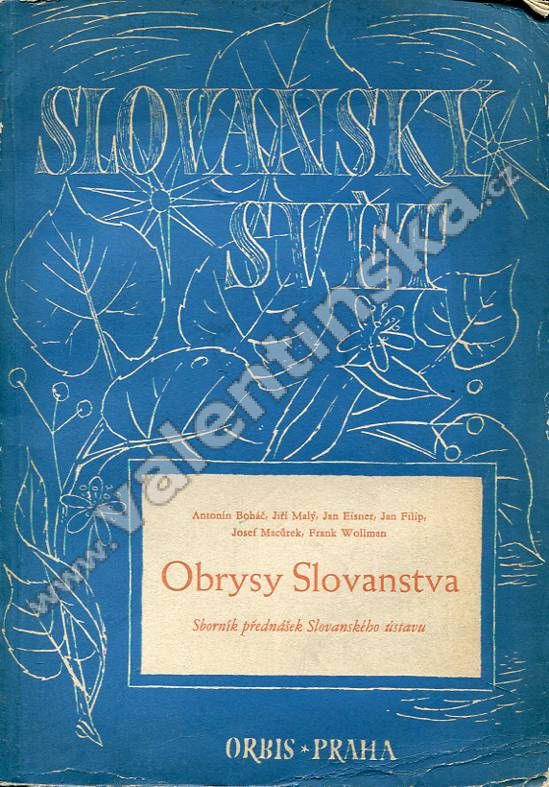 SLOVANSKÝ
SVĚT
www.valentinska.cz
Antonín Boháč, Jiří Malý, Jan Eisner, Jan Filip,
Josef Macůrek, Frank Wollman
Obrysy Slovanstva
Sborník přednášek Slovanského ústavu
ORBIS * PRAHA